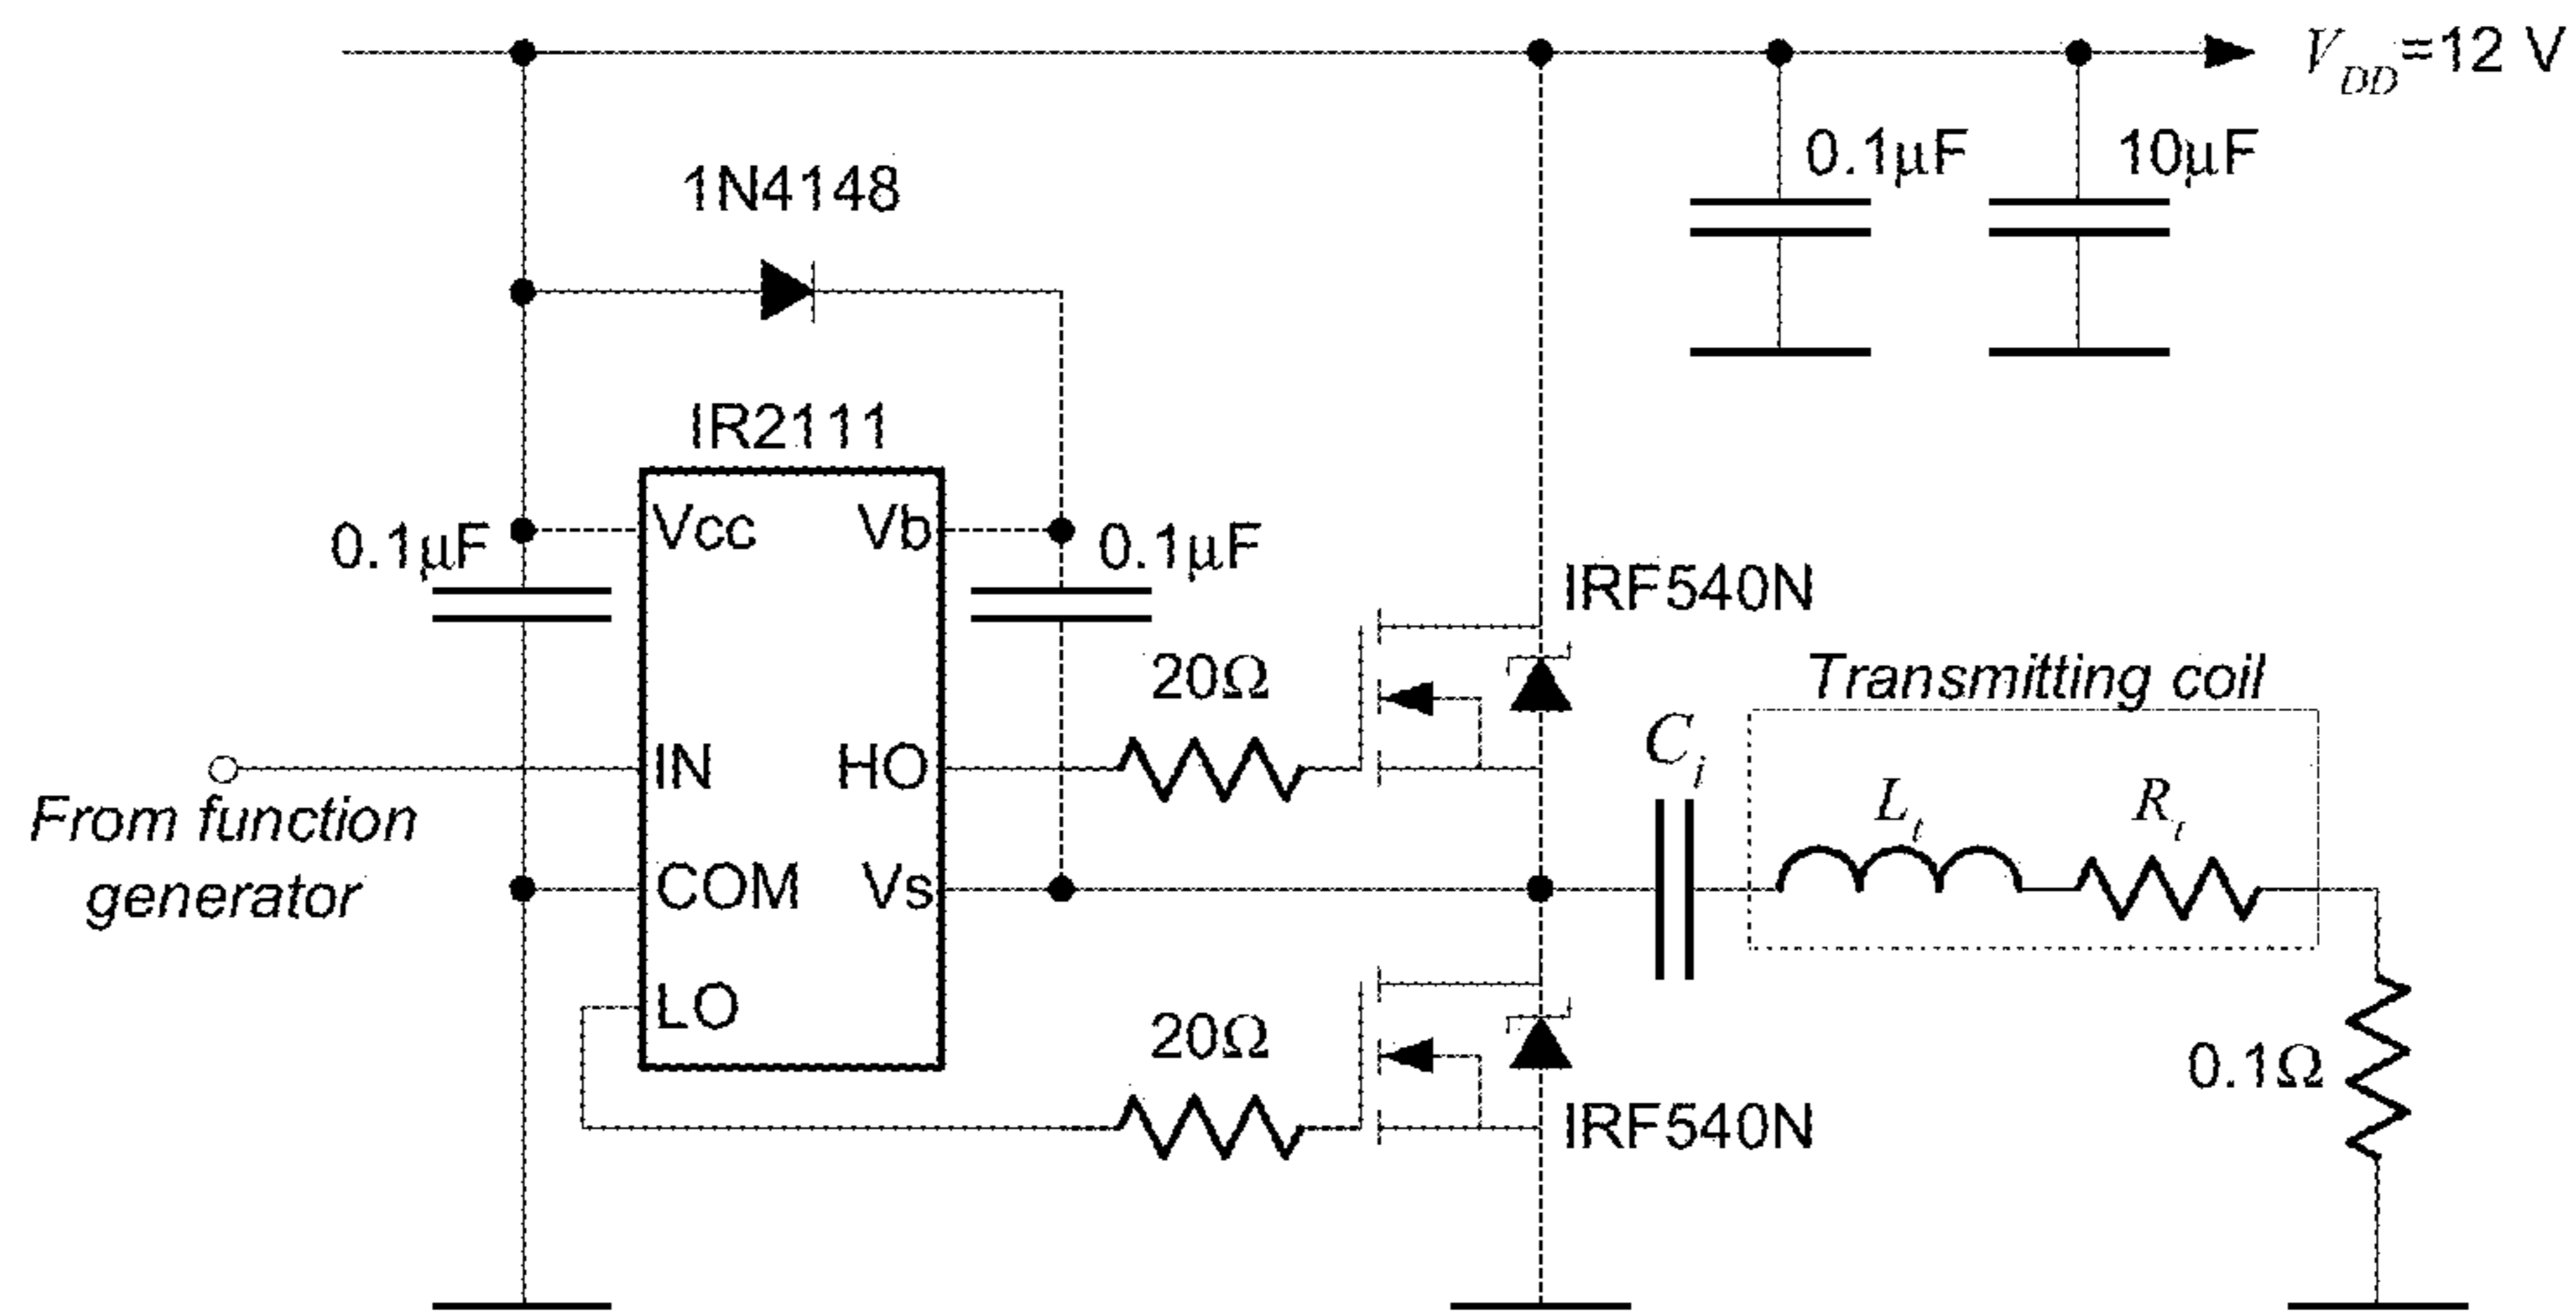 V_DD=12 V
0.1µF
10µF
1N4148
IR2111
Vcc
Vb
0.1µF
0.1µF
IRF540N
20Ω
Transmitting coil
C_i
L_t
R_t
IN
HO
From function
generator
COM
Vs
LO
20Ω
0.1Ω
IRF540N